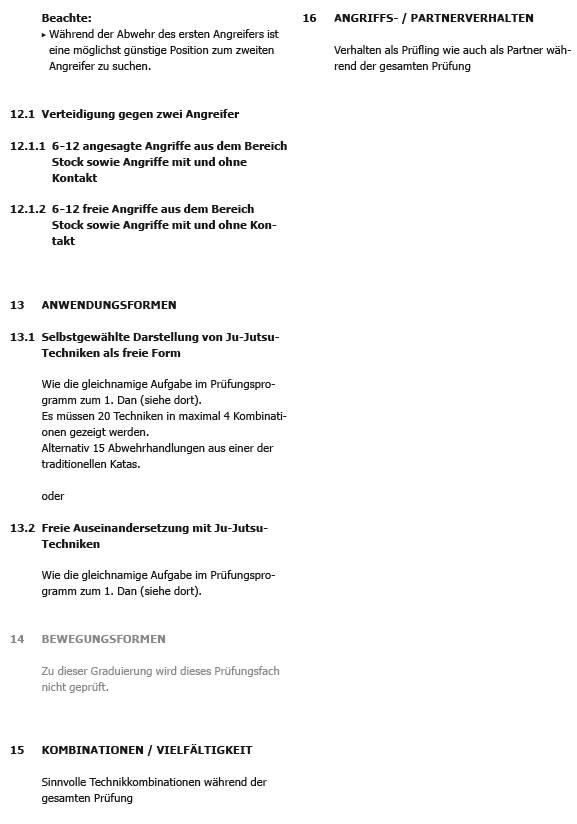 Beachte:
▸ Während der Abwehr des ersten Angreifers ist
eine möglichst günstige Position zum zweiten
Angreifer zu suchen.
12.1 Verteidigung gegen zwei Angreifer
12.1.1 6–12 angesagte Angriffe aus dem Bereich
Stock sowie Angriffe mit und ohne
Kontakt
12.1.2 6–12 freie Angriffe aus dem Bereich
Stock sowie Angriffe mit und ohne Kon-
takt
13 ANWENDUNGSFORMEN
13.1 Selbstgewählte Darstellung von Ju-Jutsu-
Techniken als freie Form
Wie die gleichnamige Aufgabe im Prüfungspro-
gramm zum 1. Dan (siehe dort).
Es müssen 20 Techniken in maximal 4 Kombinati-
onen gezeigt werden.
Alternativ 15 Abwehrhandlungen aus einer der
traditionellen Katas.
oder
13.2 Freie Auseinandersetzung mit Ju-Jutsu-
Techniken
Wie die gleichnamige Aufgabe im Prüfungspro-
gramm zum 1. Dan (siehe dort).
14 BEWEGUNGSFORMEN
Zu dieser Graduierung wird dieses Prüfungsfach
nicht geprüft.
15 KOMBINATIONEN / VIELFÄLTIGKEIT
Sinnvolle Technikkombinationen während der
gesamten Prüfung
16 ANGRIFFS- / PARTNERVERHALTEN
Verhalten als Prüfling wie auch als Partner wäh-
rend der gesamten Prüfung